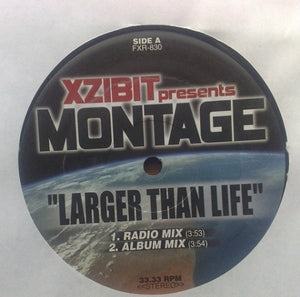 SIDE A
FXR-830
XZIBIT presents
MONTAGE
"LARGER THAN LIFE"
1. RADIO MIX (3:53)
2. ALBUM MIX (3:54)
33.33 RPM
<<STEREO>>